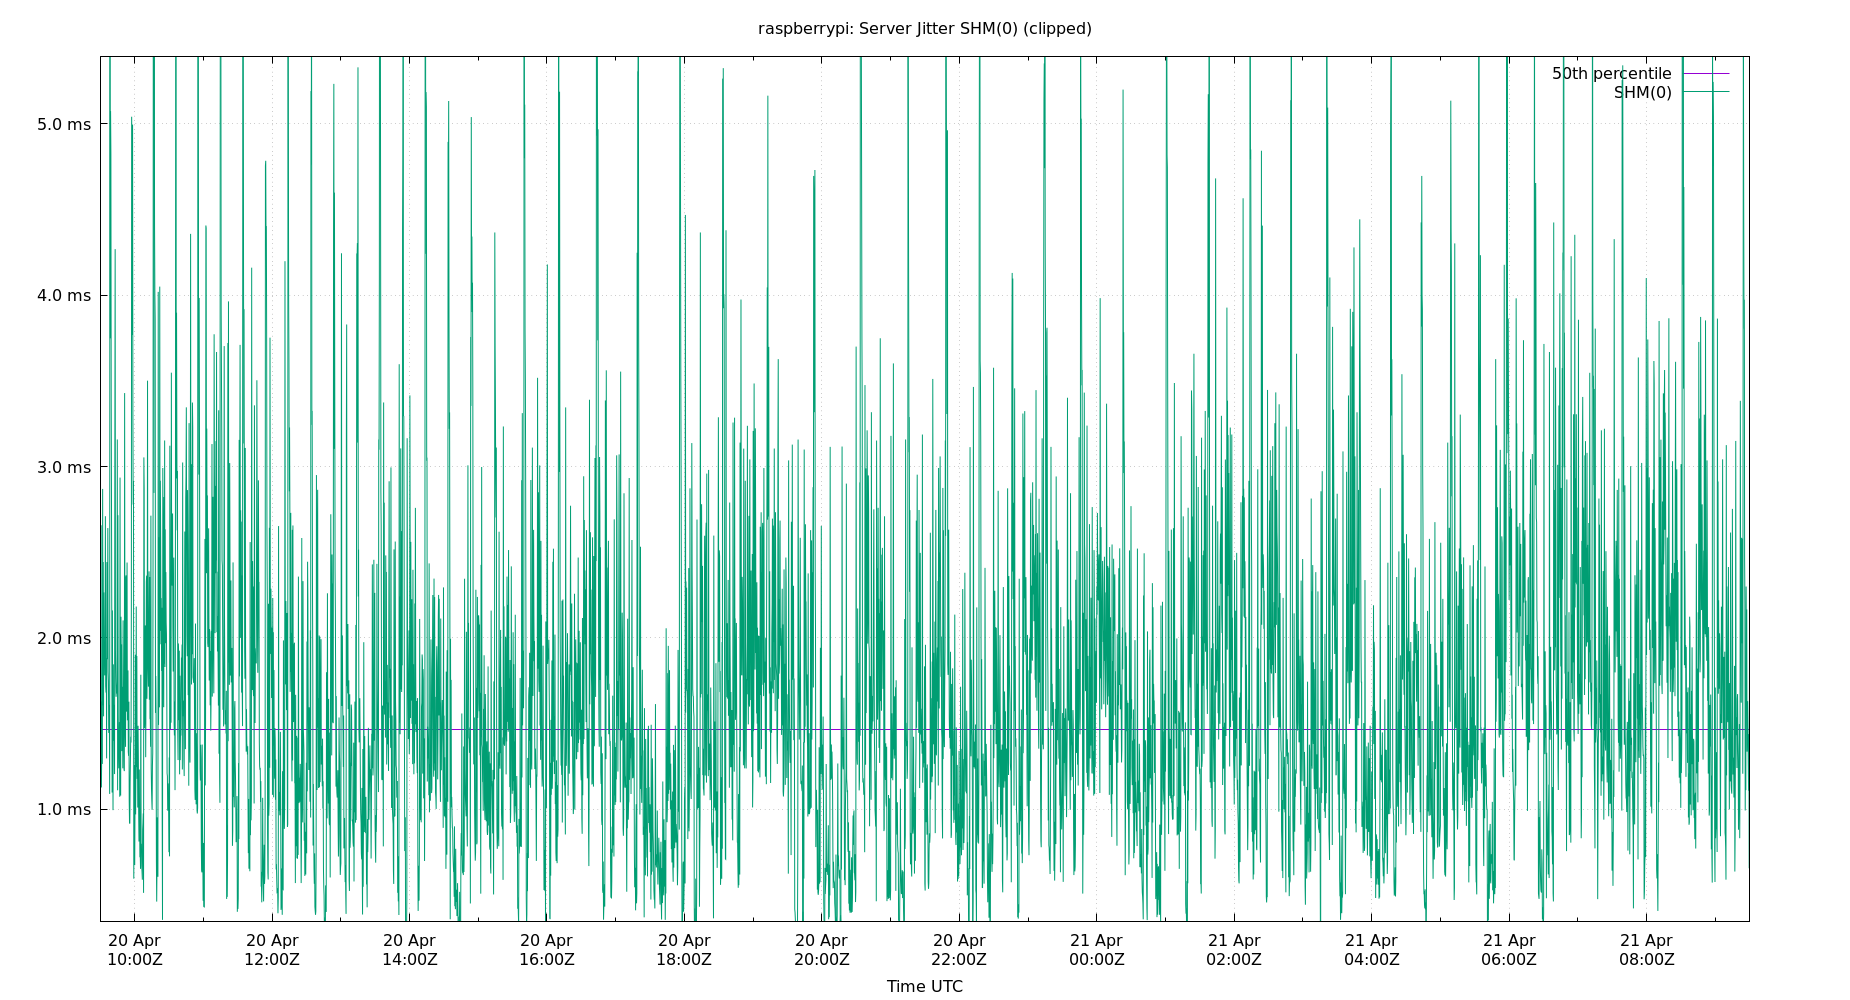 raspberrypi: Server Jitter SHM(0) (clipped)
50th percentile
SHM(0)
5.0 ms
4.0 ms
3.0 ms
2.0 ms
1.0 ms
20 Apr 20 Apr 20 Apr 20 Apr 20 Apr 20 Apr 20 Apr 21 Apr 21 Apr 21 Apr 21 Apr 21 Apr
10:00Z 12:00Z 14:00Z 16:00Z 18:00Z 20:00Z 22:00Z 00:00Z 02:00Z 04:00Z 06:00Z 08:00Z
Time UTC